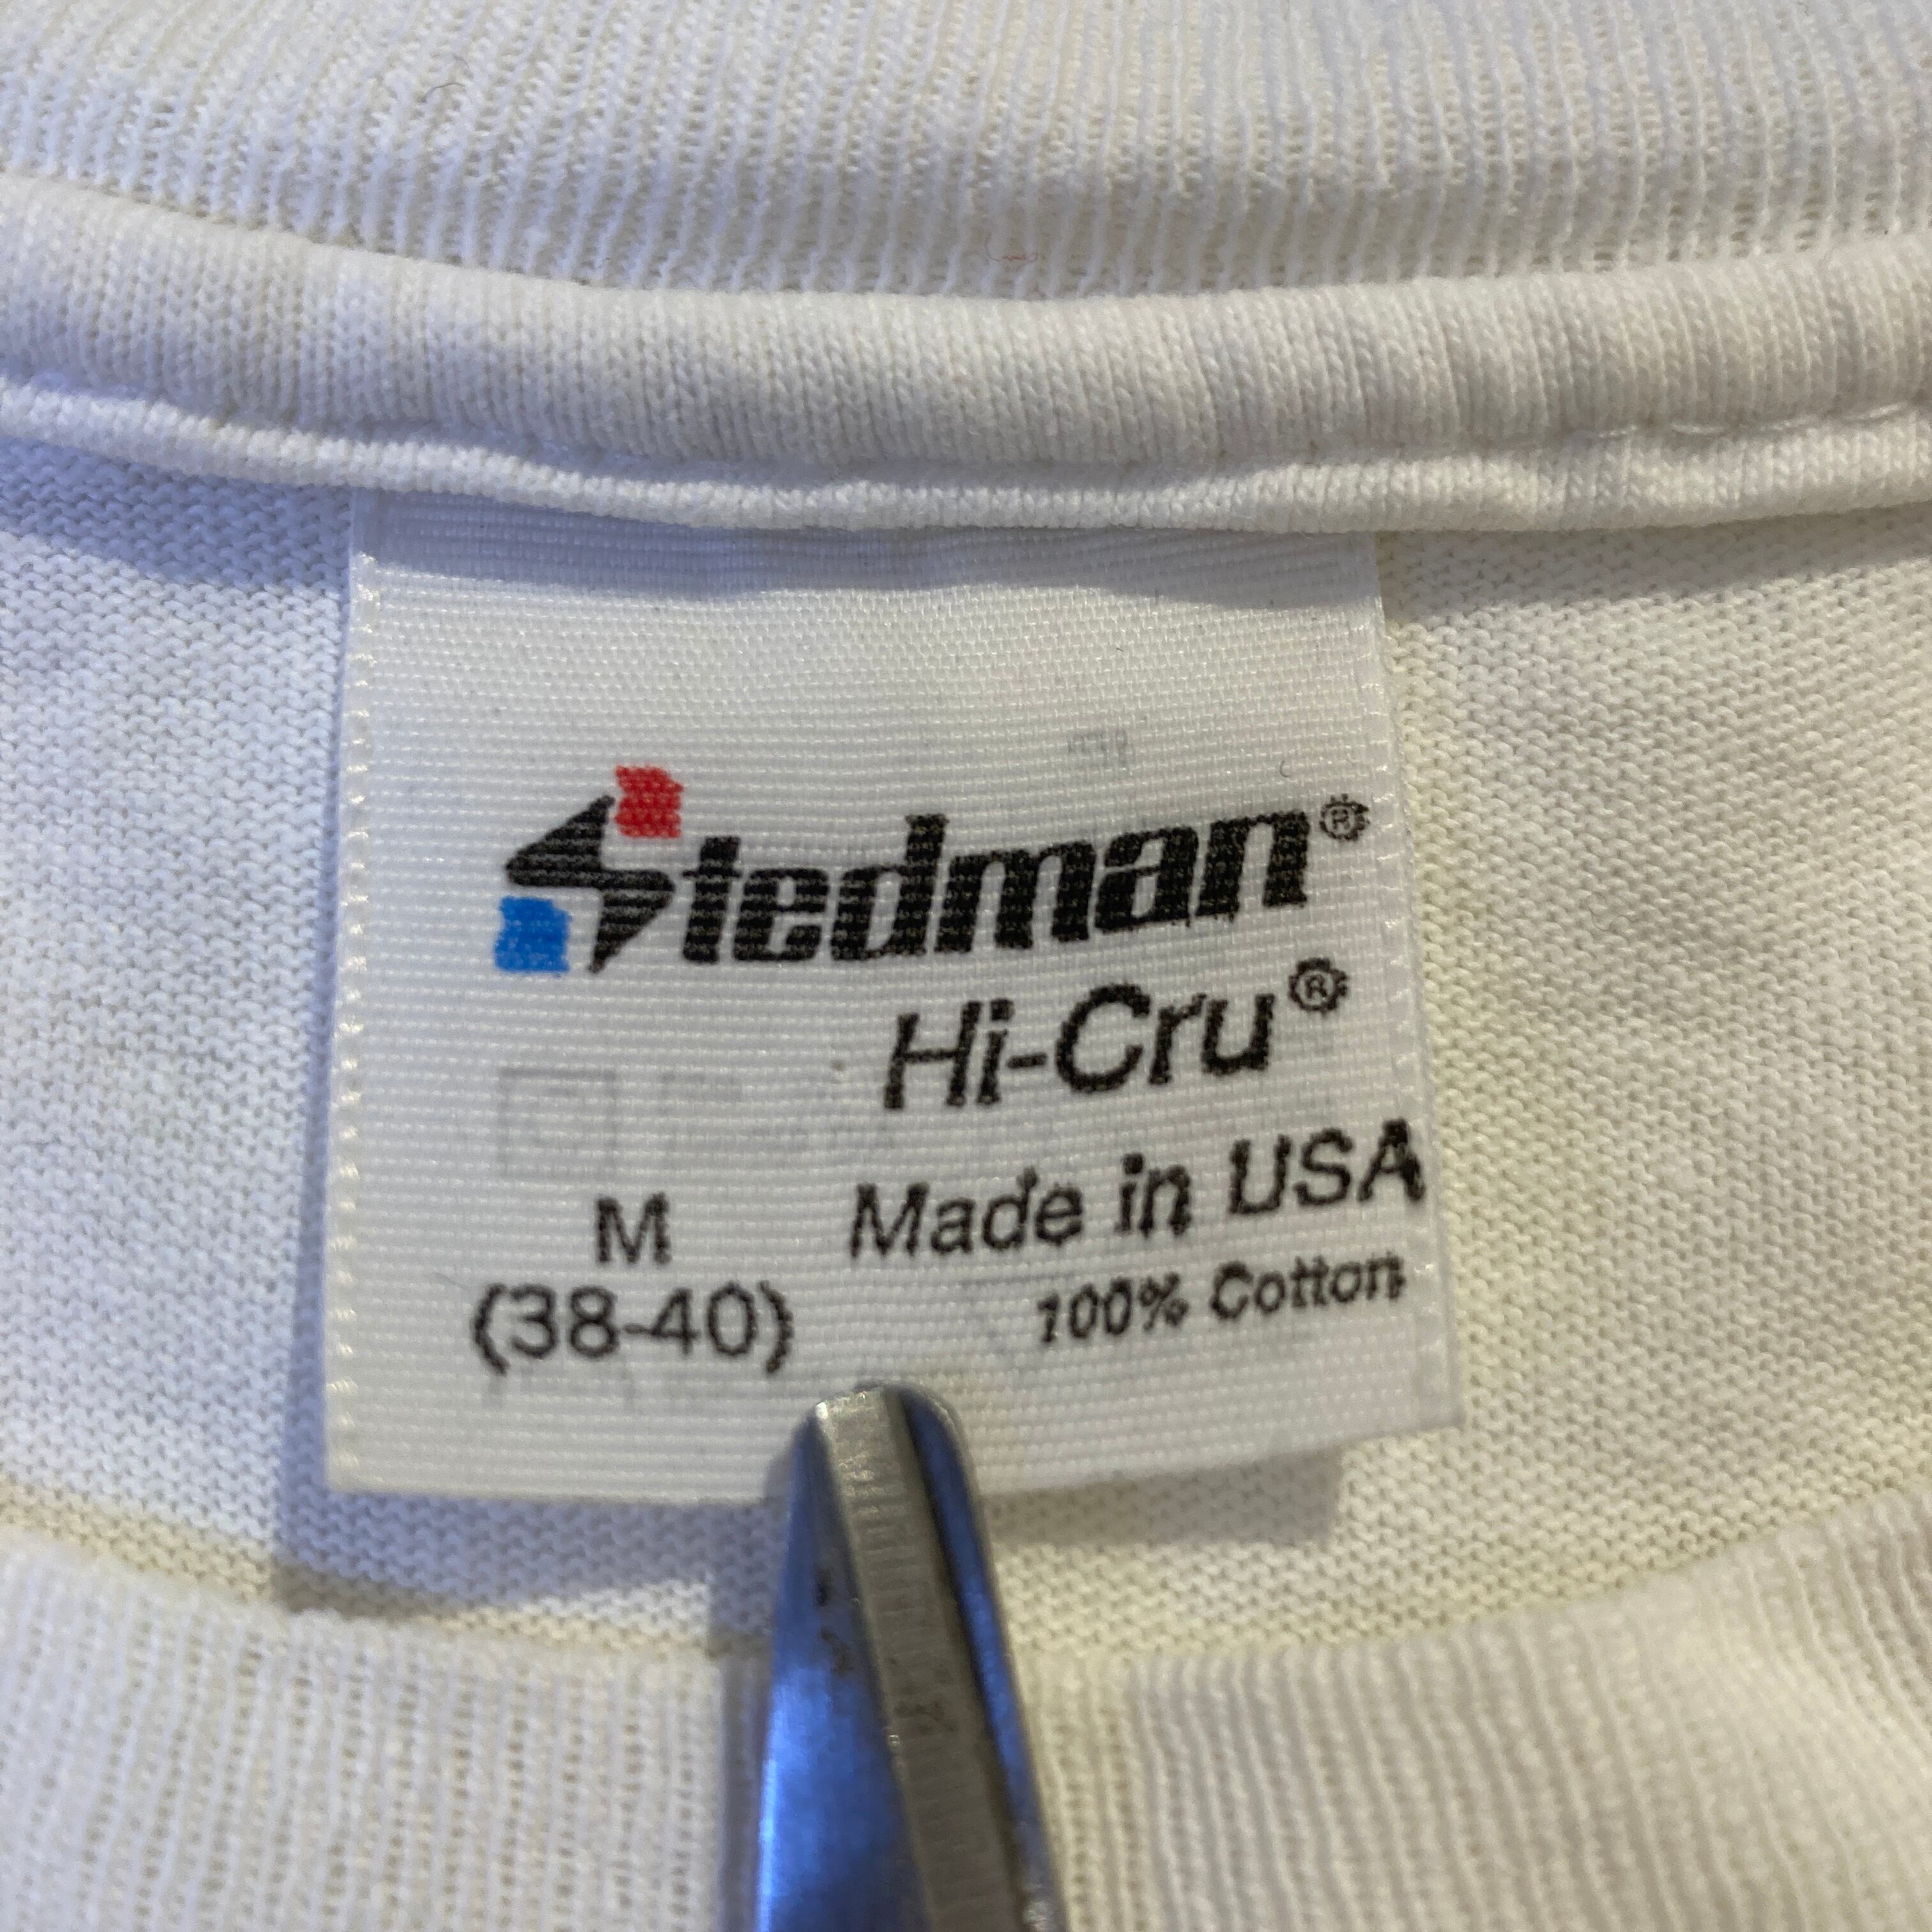 Stedman®
Hi-Cru®
M Made in USA
(38-40) 100% Cotton